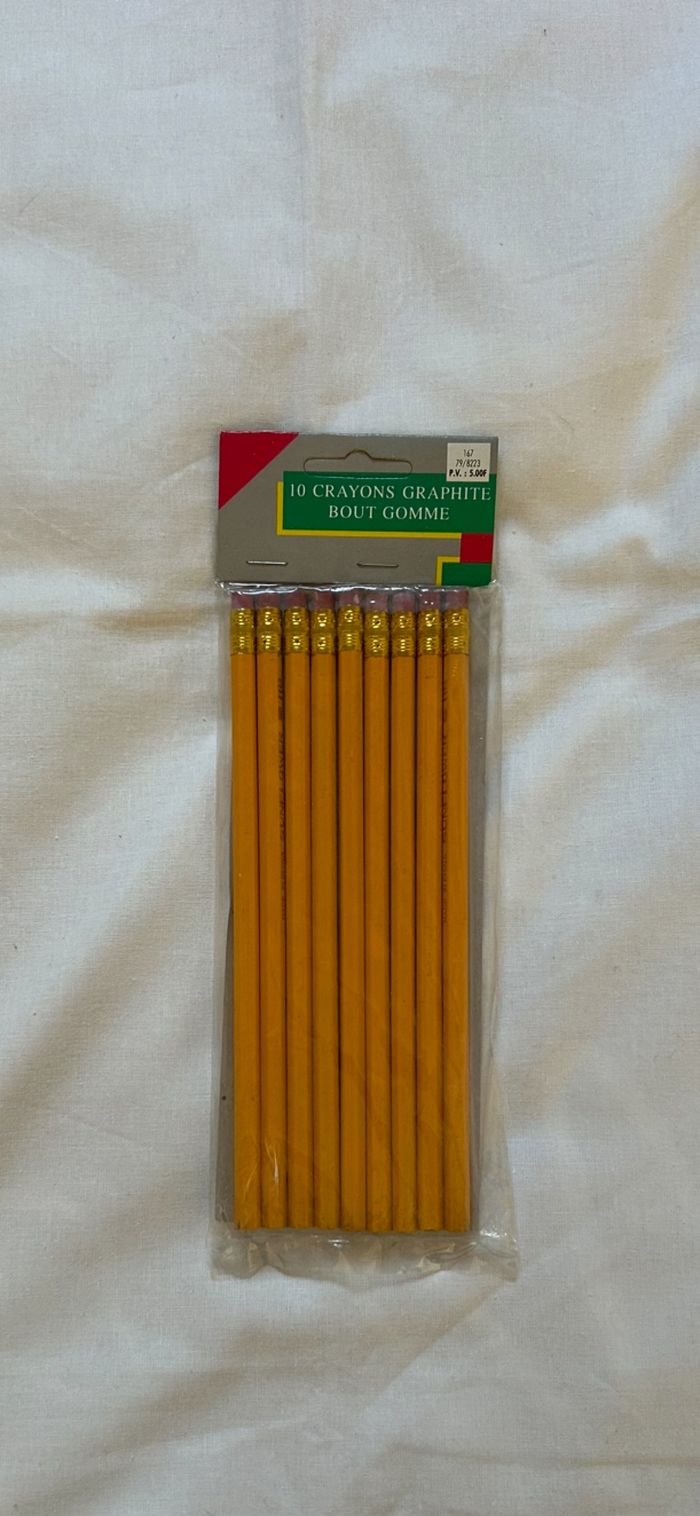 167
79/8223
P.V. : 5.00F
10 CRAYONS GRAPHITE
BOUT GOMME